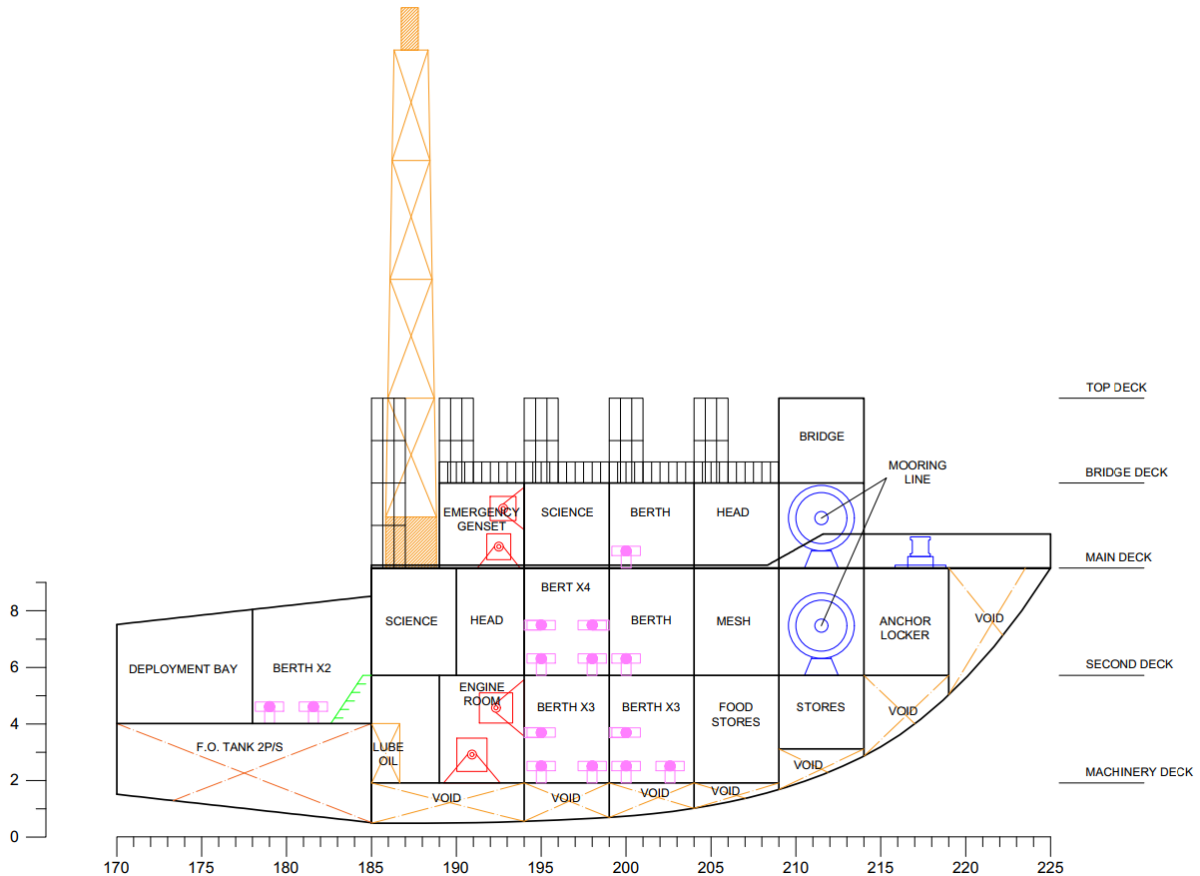 TOP DECK
BRIDGE
MOORING
LINE
BRIDGE DECK
EMERGENCY
GENSET
SCIENCE
BERTH
HEAD
MAIN DECK
BERT X4
8
SCIENCE
HEAD
BERTH
MESH
ANCHOR
LOCKER
VOID
DEPLOYMENT BAY
BERTH X2
6
SECOND DECK
ENGINE
ROOM
BERTH X3
BERTH X3
FOOD
STORES
STORES
VOID
4
F.O. TANK 2P/S
LUBE
OIL
VOID
2
MACHINERY DECK
VOID
VOID
VOID
VOID
0
170
175
180
185
190
195
200
205
210
215
220
225